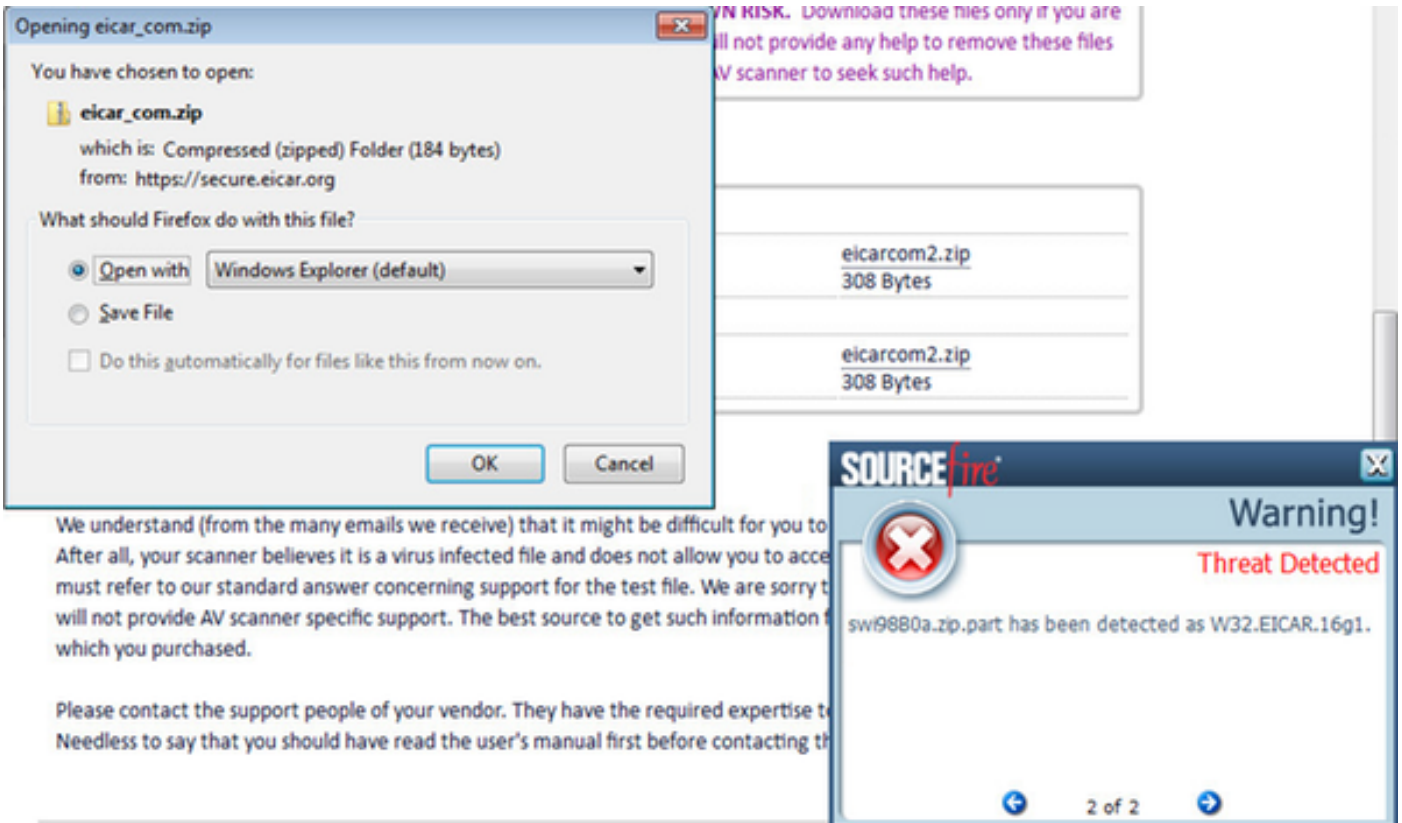 Opening eicar_com.zip
You have chosen to open:
eicar_com.zip
which is: Compressed (zipped) Folder (184 bytes)
from: https://secure.eicar.org
What should Firefox do with this file?
Open with Windows Explorer (default)
Save File
Do this automatically for files like this from now on.
OK Cancel
RISK. Download these files only if you are
ill not provide any help to remove these files
AV scanner to seek such help.
eicarcom2.zip
308 Bytes
eicarcom2.zip
308 Bytes
We understand (from the many emails we receive) that it might be difficult for you to
After all, your scanner believes it is a virus infected file and does not allow you to acce
must refer to our standard answer concerning support for the test file. We are sorry t
will not provide AV scanner specific support. The best source to get such information f
which you purchased.
Please contact the support people of your vendor. They have the required expertise to
Needless to say that you should have read the user's manual first before contacting th
SOURCEfire
Warning!
Threat Detected
swi9880a.zip.part has been detected as W32.EICAR.16g1.
2 of 2